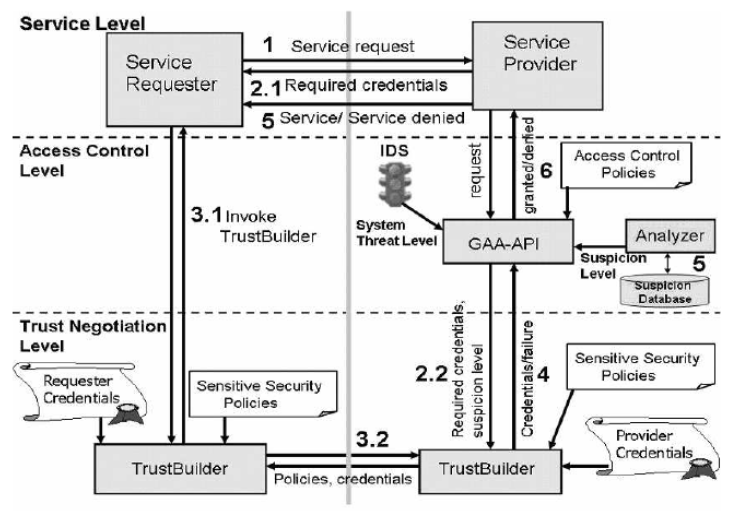 Service Level
Service
Requester
1 Service request
2.1 Required credentials
5 Service/ Service denied
Service
Provider
Access Control
Level
3.1 Invoke
TrustBuilder
IDS
System
Threat Level
request
granted/denied
6
Access Control
Policies
GAA-API
Suspicion
Level
Analyzer
5
Suspicion
Database
Trust Negotiation
Level
Requester
Credentials
Sensitive Security
Policies
2.2
Required credentials,
suspicion level
Credentials/failure
4
Sensitive Security
Policies
Provider
Credentials
TrustBuilder
3.2
Policies, credentials
TrustBuilder